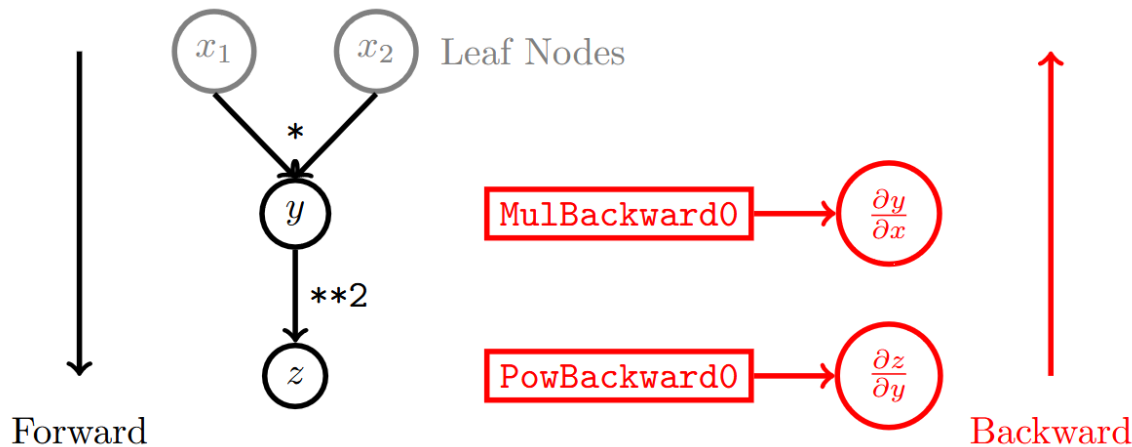 x₁
x₂
Leaf Nodes
*
y
MulBackward0
∂y
∂x
**2
z
PowBackward0
∂z
∂y
Forward
Backward